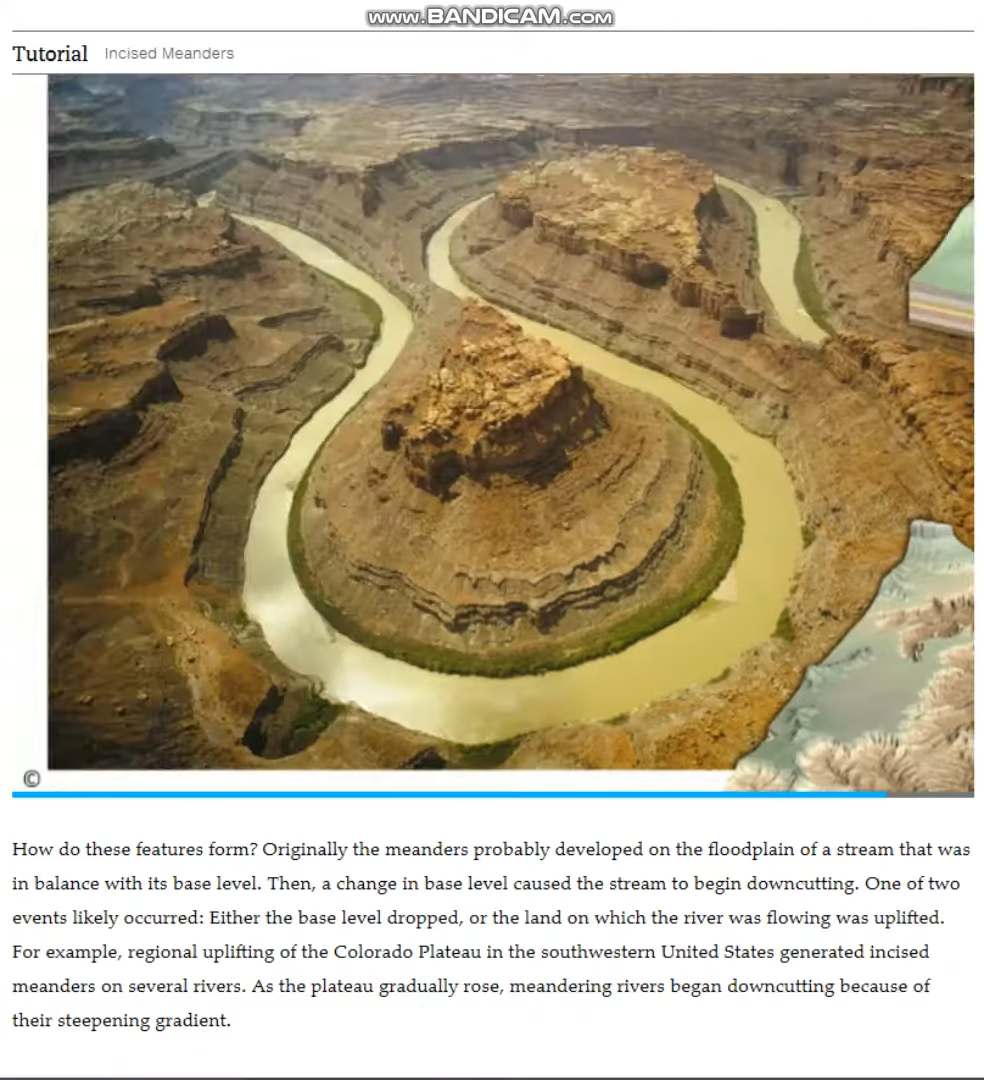 www.BANDICAM.com
Tutorial Incised Meanders
©
How do these features form? Originally the meanders probably developed on the floodplain of a stream that was
in balance with its base level. Then, a change in base level caused the stream to begin downcutting. One of two
events likely occurred: Either the base level dropped, or the land on which the river was flowing was uplifted.
For example, regional uplifting of the Colorado Plateau in the southwestern United States generated incised
meanders on several rivers. As the plateau gradually rose, meandering rivers began downcutting because of
their steepening gradient.